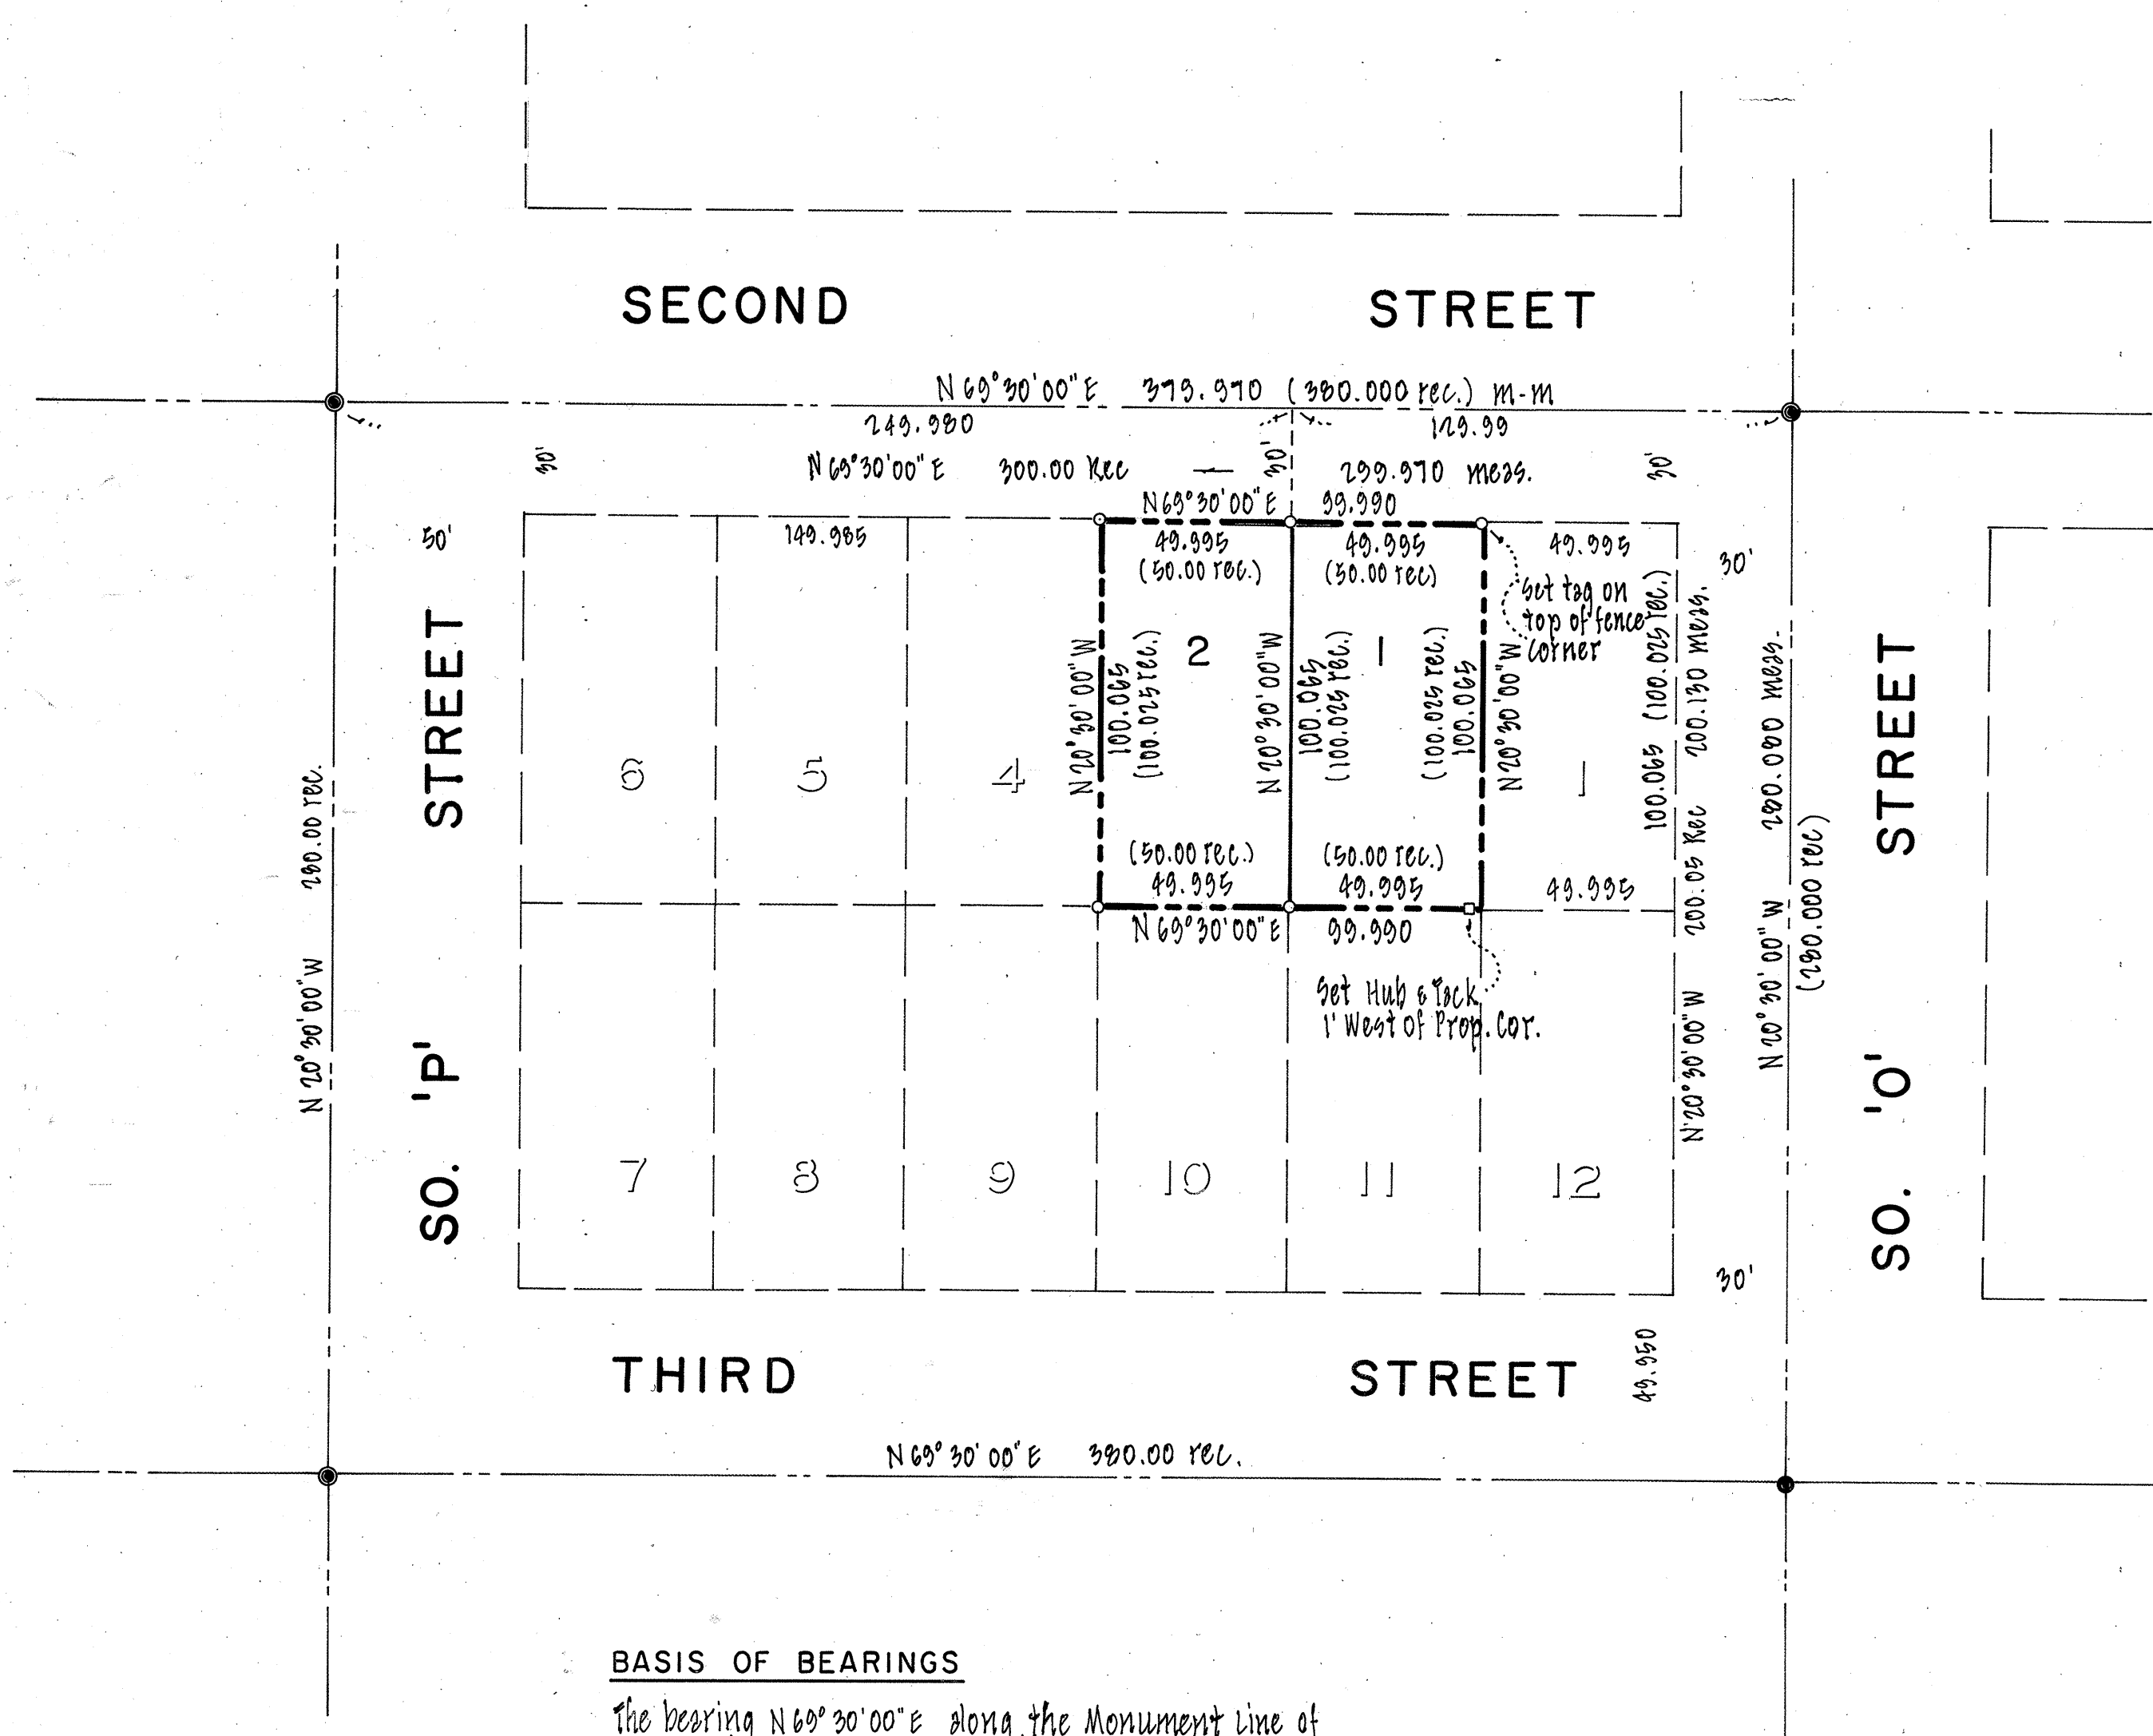 SECOND STREET
N 69°30'00" E 379.970 (380.000 rec.) m-m
249.980 129.99
30' 30' 30'
N 69°30'00" E 300.00 Rec — 299.970 meas.
N 69°30'00" E 99.990
50' 149.985 49.995 49.995 49.995
(50.00 rec.) (50.00 rec)
30'
Set tag on
top of fence
corner
2 1
N 20°30'00" W
100.065
(100.025 rec.)
N 20°30'00" W
100.065
(100.025 rec.)
(100.025 rec.)
100.065
N 20°30'00" W
100.065 (100.025 rec.)
N 20°30'00" W 200.05 Rec 200.130 meas.
N 20°30'00" W 280.080 meas.
(280.000 rec)
N 20°30'00" W 280.00 rec.
SO. 'P' STREET
SO. 'O' STREET
6 5 4 1
(50.00 rec.) (50.00 rec.)
49.995 49.995 49.995
N 69°30'00" E 99.990
Set Hub & Tack
1' West of Prop. Cor.
7 8 9 10 11 12
30'
THIRD STREET
49.950
N 69°30'00" E 380.00 rec.
BASIS OF BEARINGS
The bearing N 69°30'00" E along the Monument Line of